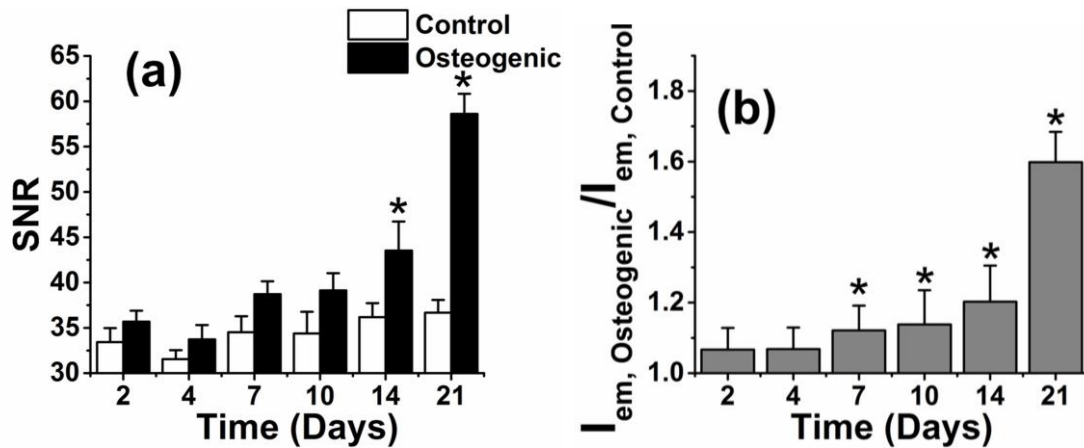 Control
Osteogenic
(a)
SNR
65
60
55
50
45
40
35
30
*
*
2 4 7 10 14 21
Time (Days)
(b)
I em, Osteogenic /I em, Control
1.8
1.6
1.4
1.2
1.0
*
*
*
*
2 4 7 10 14 21
Time (Days)